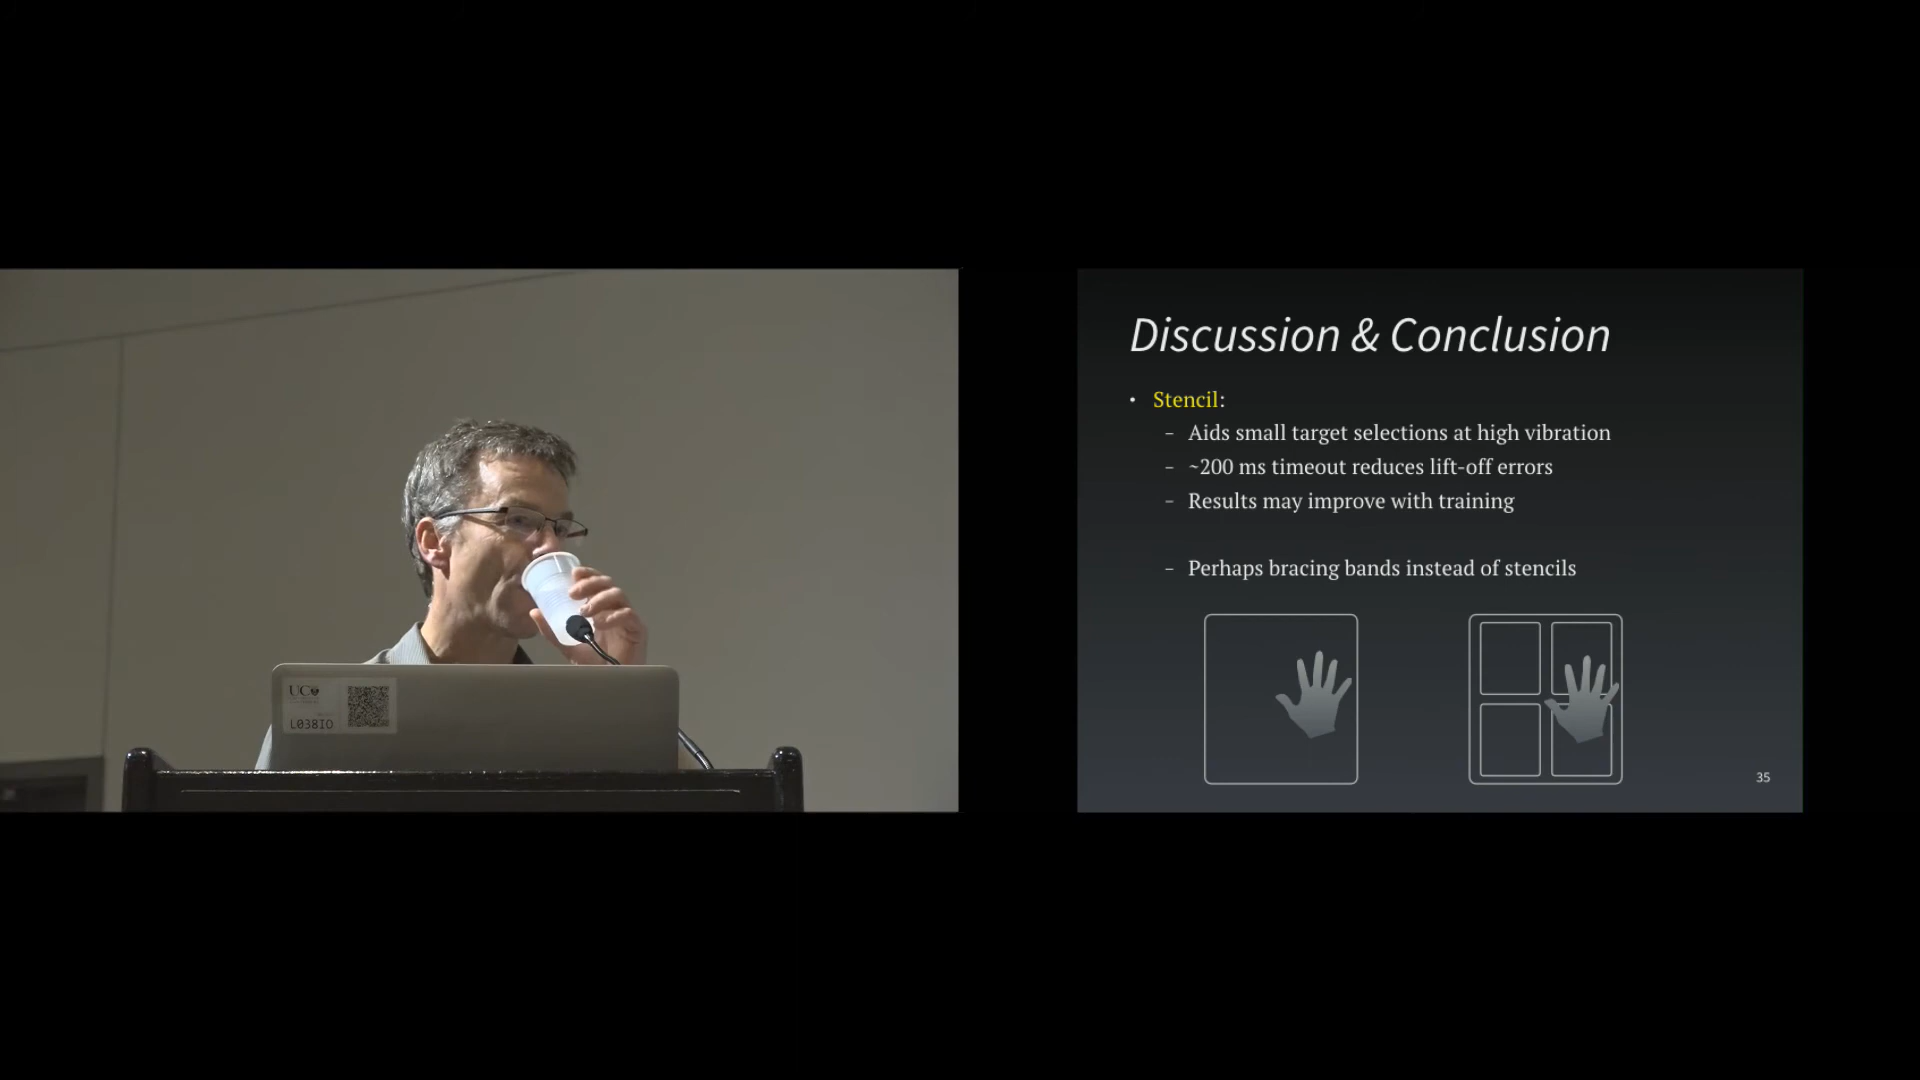 UC
L038IO
Discussion & Conclusion
• Stencil:
– Aids small target selections at high vibration
– ~200 ms timeout reduces lift-off errors
– Results may improve with training
– Perhaps bracing bands instead of stencils
35